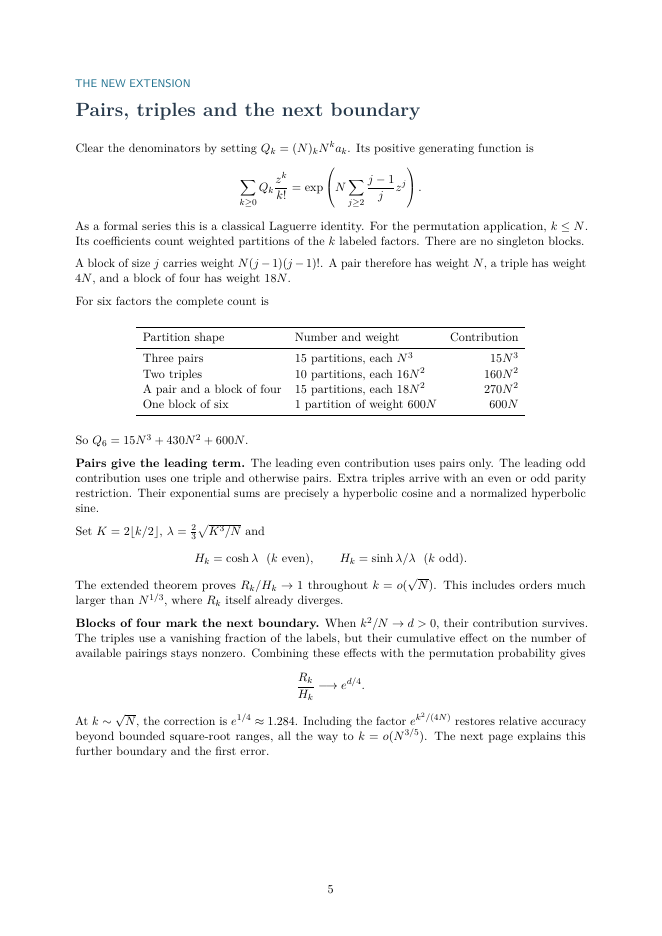 THE NEW EXTENSION
Pairs, triples and the next boundary
Clear the denominators by setting Q_k = (N)_k N^k a_k. Its positive generating function is
∑_{k≥0} Q_k z^k/k! = exp(N ∑_{j≥2} (j − 1)/j z^j).
As a formal series this is a classical Laguerre identity. For the permutation application, k ≤ N.
Its coefficients count weighted partitions of the k labeled factors. There are no singleton blocks.
A block of size j carries weight N(j − 1)(j − 1)!. A pair therefore has weight N, a triple has weight
4N, and a block of four has weight 18N.
For six factors the complete count is
Partition shape Number and weight Contribution
Three pairs 15 partitions, each N^3 15N^3
Two triples 10 partitions, each 16N^2 160N^2
A pair and a block of four 15 partitions, each 18N^2 270N^2
One block of six 1 partition of weight 600N 600N
So Q_6 = 15N^3 + 430N^2 + 600N.
Pairs give the leading term. The leading even contribution uses pairs only. The leading odd
contribution uses one triple and otherwise pairs. Extra triples arrive with an even or odd parity
restriction. Their exponential sums are precisely a hyperbolic cosine and a normalized hyperbolic
sine.
Set K = 2⌊k/2⌋, λ = 2/3 √(K^3/N) and
H_k = cosh λ (k even), H_k = sinh λ/λ (k odd).
The extended theorem proves R_k/H_k → 1 throughout k = o(√N). This includes orders much
larger than N^{1/3}, where R_k itself already diverges.
Blocks of four mark the next boundary. When k^2/N → d > 0, their contribution survives.
The triples use a vanishing fraction of the labels, but their cumulative effect on the number of
available pairings stays nonzero. Combining these effects with the permutation probability gives
R_k/H_k ⟶ e^{d/4}.
At k ∼ √N, the correction is e^{1/4} ≈ 1.284. Including the factor e^{k^2/(4N)} restores relative accuracy
beyond bounded square-root ranges, all the way to k = o(N^{3/5}). The next page explains this
further boundary and the first error.
5